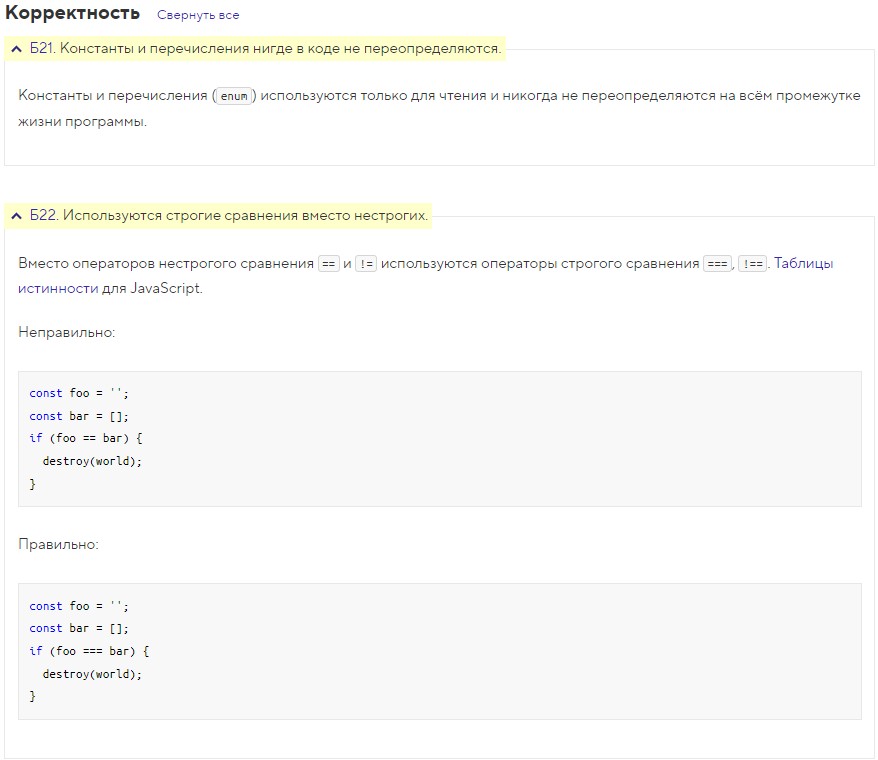 Корректность Свернуть все
Б21. Константы и перечисления нигде в коде не переопределяются.
Константы и перечисления (enum) используются только для чтения и никогда не переопределяются на всём промежутке
жизни программы.
Б22. Используются строгие сравнения вместо нестрогих.
Вместо операторов нестрогого сравнения == и != используются операторы строгого сравнения ===, !==. Таблицы
истинности для JavaScript.
Неправильно:
const foo = '';
const bar = [];
if (foo == bar) {
  destroy(world);
}
Правильно:
const foo = '';
const bar = [];
if (foo === bar) {
  destroy(world);
}